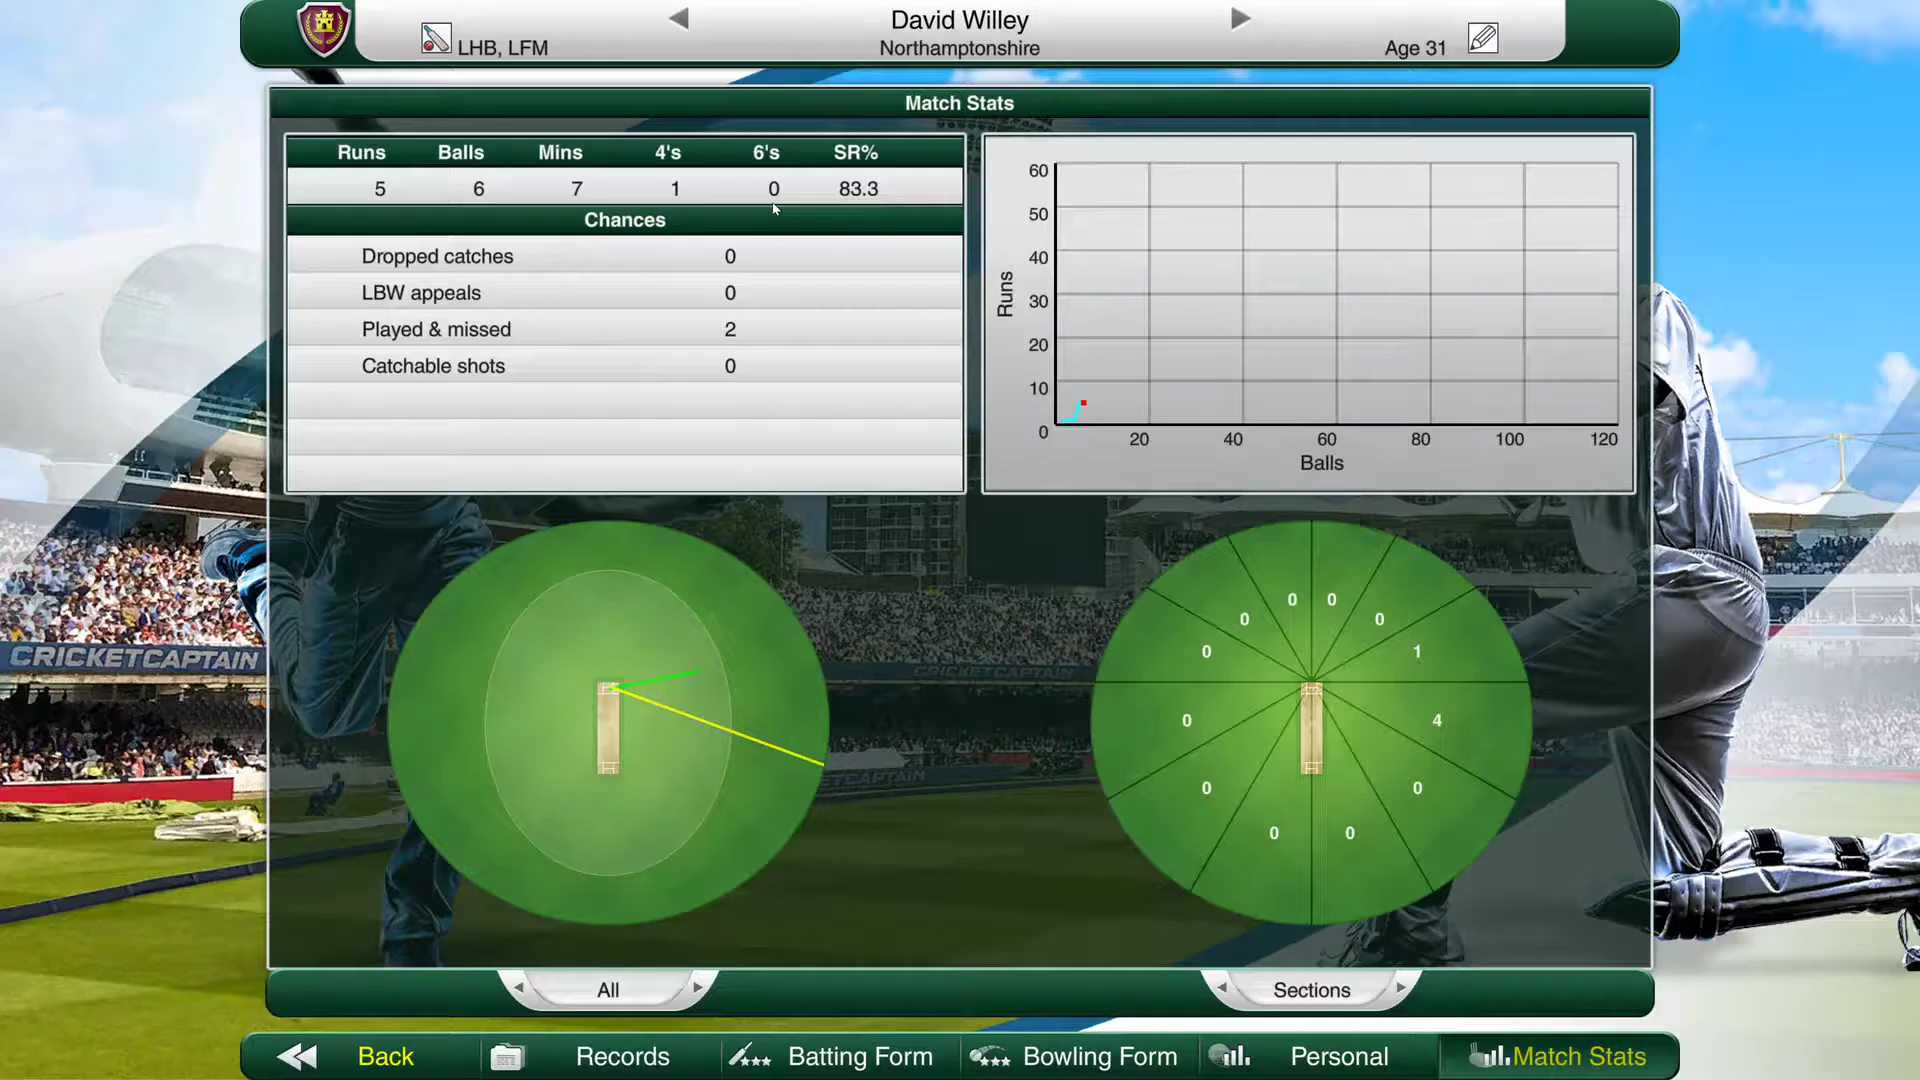 David Willey
LHB, LFM
Northamptonshire
Age 31
Match Stats
Runs Balls Mins 4's 6's SR%
5 6 7 1 0 83.3
Chances
Dropped catches 0
LBW appeals 0
Played & missed 2
Catchable shots 0
60
50
40
30
20
10
0
Runs
20 40 60 80 100 120
Balls
0 0
0 0
0 1
0 4
0 0
0 0
CRICKETCAPTAIN
CRICKETCAPTAIN
CRICKETCAPTAIN
All
Sections
Back Records Batting Form Bowling Form Personal Match Stats